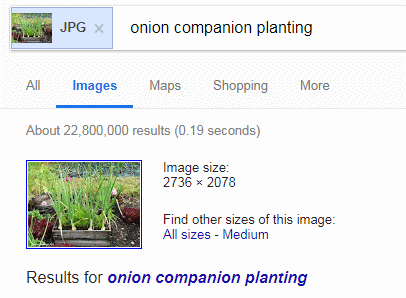 JPG × onion companion planting
All Images Maps Shopping More
About 22,800,000 results (0.19 seconds)
Image size:
2736 × 2078
Find other sizes of this image:
All sizes - Medium
Results for onion companion planting